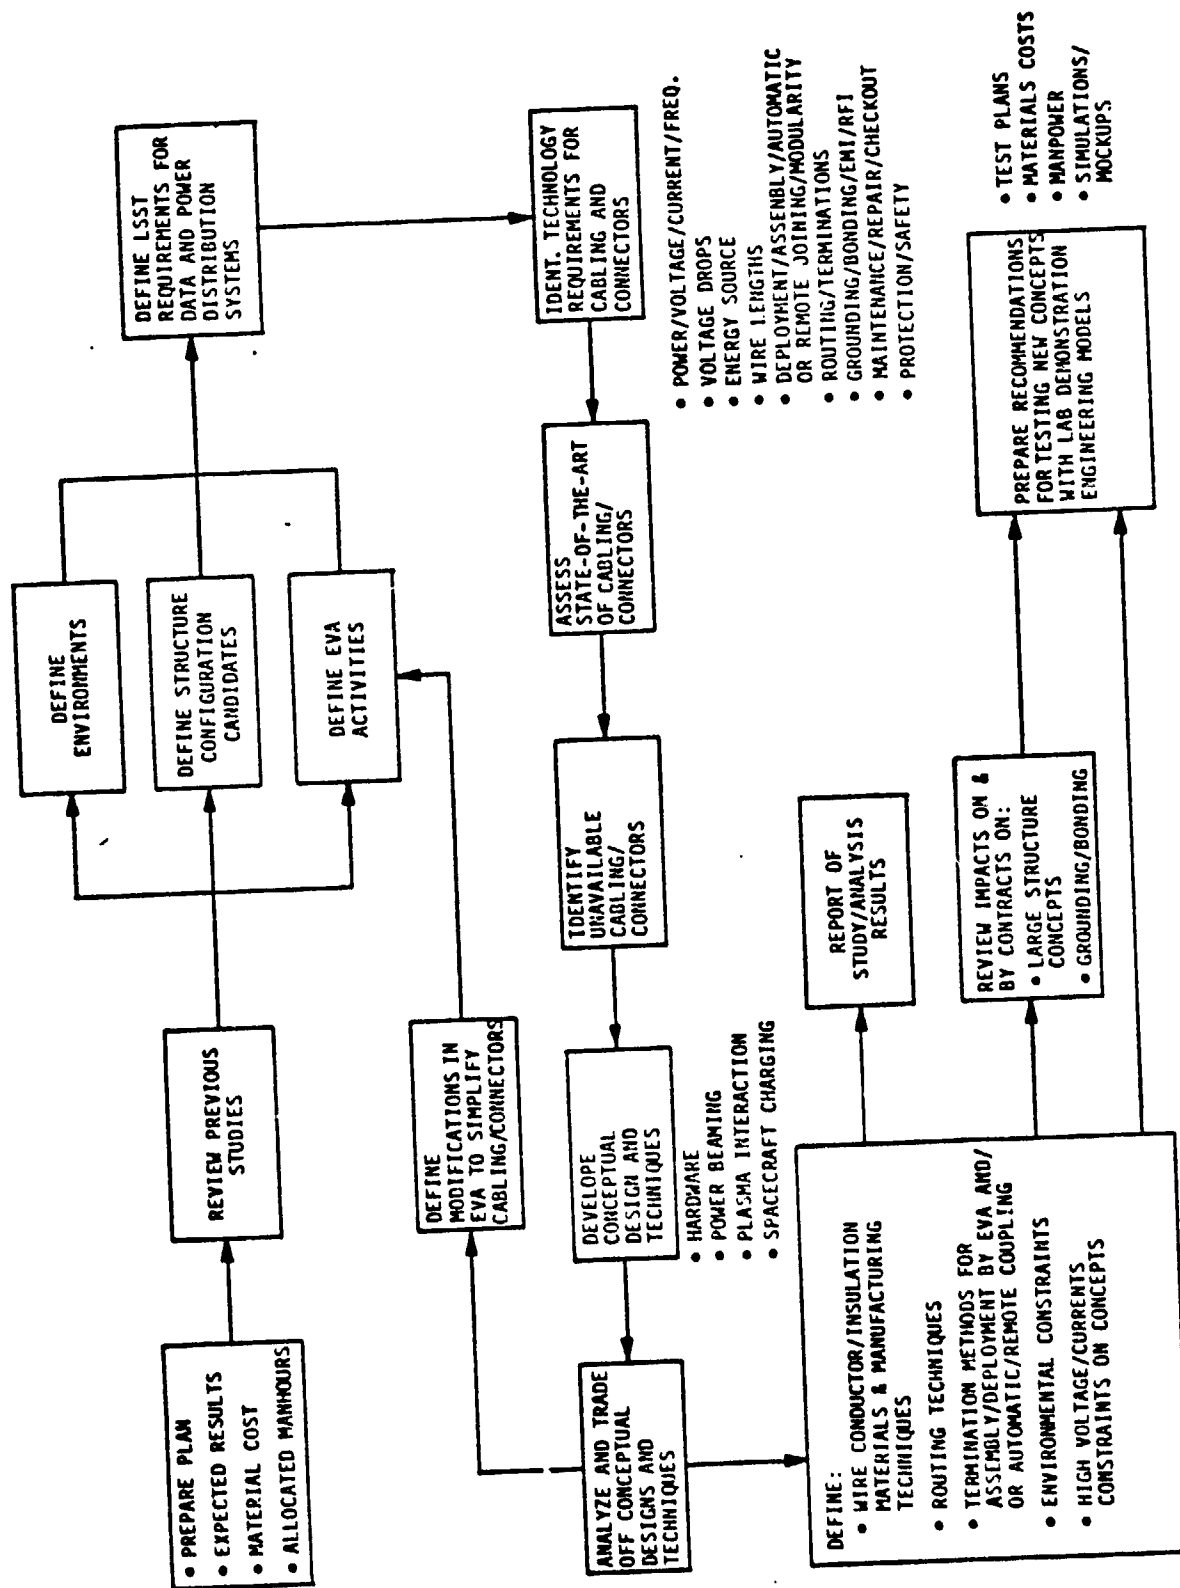 • PREPARE PLAN
• EXPECTED RESULTS
• MATERIAL COST
• ALLOCATED MANHOURS
REVIEW PREVIOUS
STUDIES
DEFINE
ENVIRONMENTS
DEFINE STRUCTURE
CONFIGURATION
CANDIDATES
DEFINE EVA
ACTIVITIES
DEFINE LSST
REQUIREMENTS FOR
DATA AND POWER
DISTRIBUTION
SYSTEMS
DEFINE
MODIFICATIONS IN
EVA TO SIMPLIFY
CABLING/CONNECTORS
ANALYZE AND TRADE
OFF CONCEPTUAL
DESIGNS AND
TECHNIQUES
DEVELOPE
CONCEPTUAL
DESIGN AND
TECHNIQUES
• HARDWARE
• POWER BEAMING
• PLASMA INTERACTION
• SPACECRAFT CHARGING
IDENTIFY
UNAVAILABLE
CABLING/
CONNECTORS
ASSESS
STATE-OF-THE-ART
OF CABLING/
CONNECTORS
IDENT. TECHNOLOGY
REQUIREMENTS FOR
CABLING AND
CONNECTORS
• POWER/VOLTAGE/CURRENT/FREQ.
• VOLTAGE DROPS
• ENERGY SOURCE
• WIRE LENGTHS
• DEPLOYMENT/ASSEMBLY/AUTOMATIC
OR REMOTE JOINING/MODULARITY
• ROUTING/TERMINATIONS
• GROUNDING/BONDING/EMI/RFI
• MAINTENANCE/REPAIR/CHECKOUT
• PROTECTION/SAFETY
DEFINE:
• WIRE CONDUCTOR/INSULATION
MATERIALS & MANUFACTURING
TECHNIQUES
• ROUTING TECHNIQUES
• TERMINATION METHODS FOR
ASSEMBLY/DEPLOYMENT BY EVA AND/
OR AUTOMATIC/REMOTE COUPLING
• ENVIRONMENTAL CONSTRAINTS
• HIGH VOLTAGE/CURRENTS
CONSTRAINTS ON CONCEPTS
REPORT OF
STUDY/ANALYSIS
RESULTS
REVIEW IMPACTS ON &
BY CONTRACTS ON:
• LARGE STRUCTURE
CONCEPTS
• GROUNDING/BONDING
PREPARE RECOMMENDATIONS
FOR TESTING NEW CONCEPTS
WITH LAB DEMONSTRATION
ENGINEERING MODELS
• TEST PLANS
• MATERIALS COSTS
• MANPOWER
• SIMULATIONS/
MOCKUPS